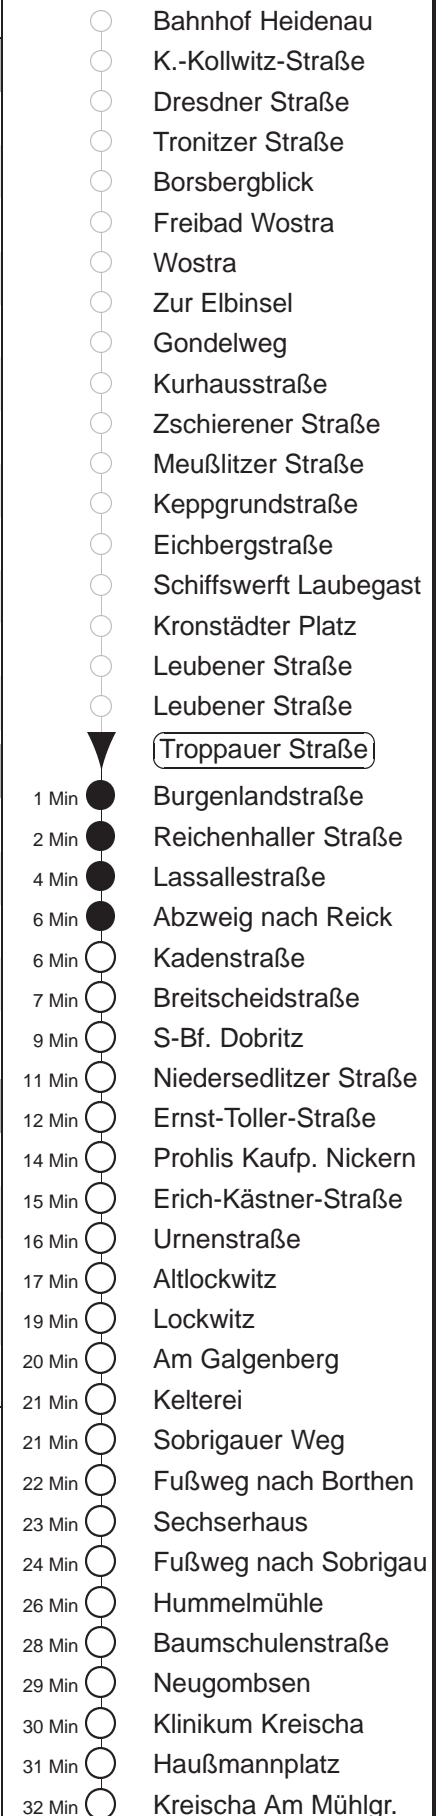 Bahnhof Heidenau
K.-Kollwitz-Straße
Dresdner Straße
Tronitzer Straße
Borsbergblick
Freibad Wostra
Wostra
Zur Elbinsel
Gondelweg
Kurhausstraße
Zschierener Straße
Meußlitzer Straße
Keppgrundstraße
Eichbergstraße
Schiffswerft Laubegast
Kronstädter Platz
Leubener Straße
Leubener Straße
Troppauer Straße
1 Min Burgenlandstraße
2 Min Reichenhaller Straße
4 Min Lassallestraße
6 Min Abzweig nach Reick
6 Min Kadenstraße
7 Min Breitscheidstraße
9 Min S-Bf. Dobritz
11 Min Niedersedlitzer Straße
12 Min Ernst-Toller-Straße
14 Min Prohlis Kaufp. Nickern
15 Min Erich-Kästner-Straße
16 Min Urnenstraße
17 Min Altlockwitz
19 Min Lockwitz
20 Min Am Galgenberg
21 Min Kelterei
21 Min Sobrigauer Weg
22 Min Fußweg nach Borthen
23 Min Sechserhaus
24 Min Fußweg nach Sobrigau
26 Min Hummelmühle
28 Min Baumschulenstraße
29 Min Neugombsen
30 Min Klinikum Kreischa
31 Min Haußmannplatz
32 Min Kreischa Am Mühlgr.